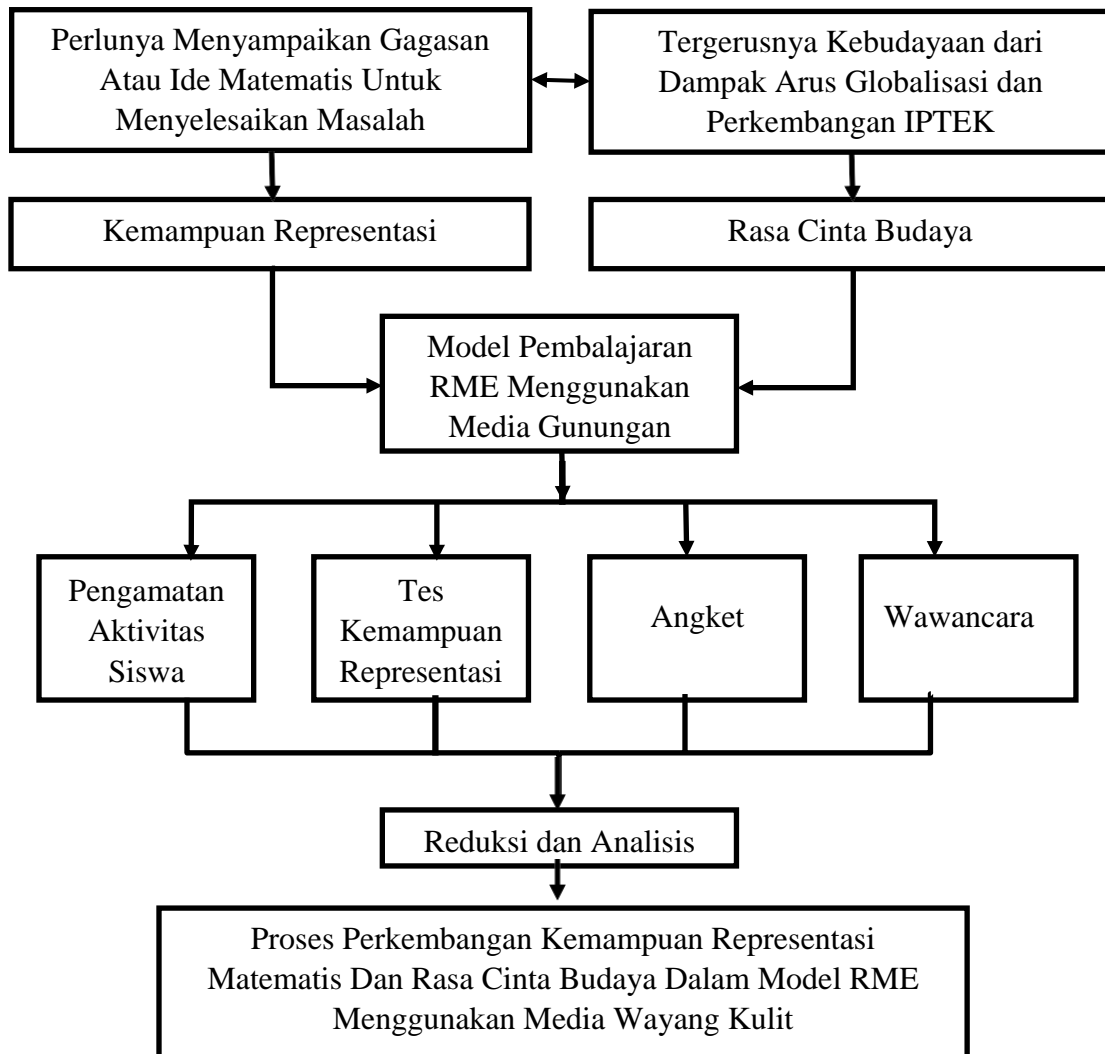 Perlunya Menyampaikan Gagasan
Atau Ide Matematis Untuk
Menyelesaikan Masalah
Tergerusnya Kebudayaan dari
Dampak Arus Globalisasi dan
Perkembangan IPTEK
Kemampuan Representasi
Rasa Cinta Budaya
Model Pembalajaran
RME Menggunakan
Media Gunungan
Pengamatan
Aktivitas
Siswa
Tes
Kemampuan
Representasi
Angket
Wawancara
Reduksi dan Analisis
Proses Perkembangan Kemampuan Representasi
Matematis Dan Rasa Cinta Budaya Dalam Model RME
Menggunakan Media Wayang Kulit